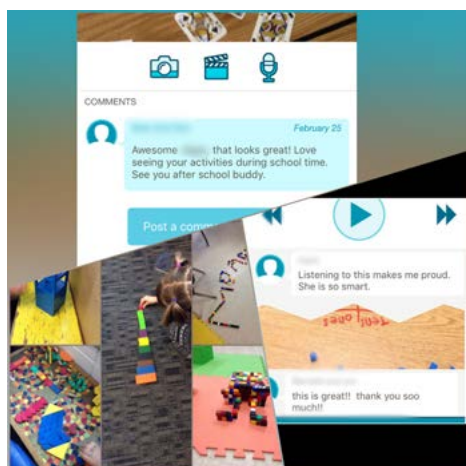 COMMENTS
February 25
Awesome , that looks great! Love
seeing your activities during school time.
See you after school buddy.
Post a comm
Listening to this makes me proud.
She is so smart.
Tens ones
this is great!! thank you soo
much!!